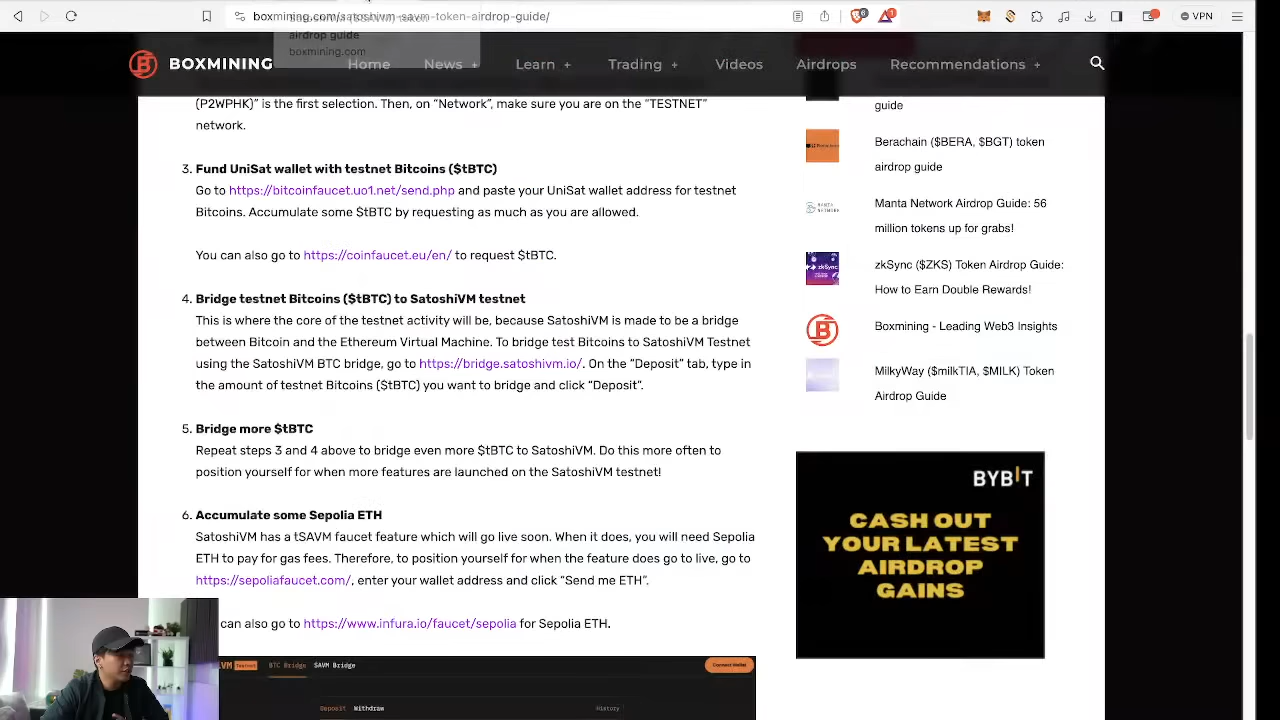 boxmining.com/satoshivm-savm-token-airdrop-guide/
6
1
VPN
airdrop guide
boxmining.com
BOXMINING
Home
News +
Learn +
Trading +
Videos
Airdrops
Recommendations +
(P2WPHK)” is the first selection. Then, on “Network”, make sure you are on the “TESTNET”
network.
3. Fund UniSat wallet with testnet Bitcoins ($tBTC)
Go to https://bitcoinfaucet.uo1.net/send.php and paste your UniSat wallet address for testnet
Bitcoins. Accumulate some $tBTC by requesting as much as you are allowed.
You can also go to https://coinfaucet.eu/en/ to request $tBTC.
4. Bridge testnet Bitcoins ($tBTC) to SatoshiVM testnet
This is where the core of the testnet activity will be, because SatoshiVM is made to be a bridge
between Bitcoin and the Ethereum Virtual Machine. To bridge test Bitcoins to SatoshiVM Testnet
using the SatoshiVM BTC bridge, go to https://bridge.satoshivm.io/. On the “Deposit” tab, type in
the amount of testnet Bitcoins ($tBTC) you want to bridge and click “Deposit”.
5. Bridge more $tBTC
Repeat steps 3 and 4 above to bridge even more $tBTC to SatoshiVM. Do this more often to
position yourself for when more features are launched on the SatoshiVM testnet!
6. Accumulate some Sepolia ETH
SatoshiVM has a tSAVM faucet feature which will go live soon. When it does, you will need Sepolia
ETH to pay for gas fees. Therefore, to position yourself for when the feature does go to live, go to
https://sepoliafaucet.com/, enter your wallet address and click “Send me ETH”.
can also go to https://www.infura.io/faucet/sepolia for Sepolia ETH.
VM Testnet BTC Bridge $AVM Bridge Connect Wallet
Deposit Withdraw History
guide
Berachain ($BERA, $BGT) token
airdrop guide
MANTA
NETWORK
Manta Network Airdrop Guide: 56
million tokens up for grabs!
zkSync
zkSync ($ZKS) Token Airdrop Guide:
How to Earn Double Rewards!
Boxmining - Leading Web3 Insights
MilkyWay ($milkTIA, $MILK) Token
Airdrop Guide
BYBIT
CASH OUT
YOUR LATEST
AIRDROP
GAINS